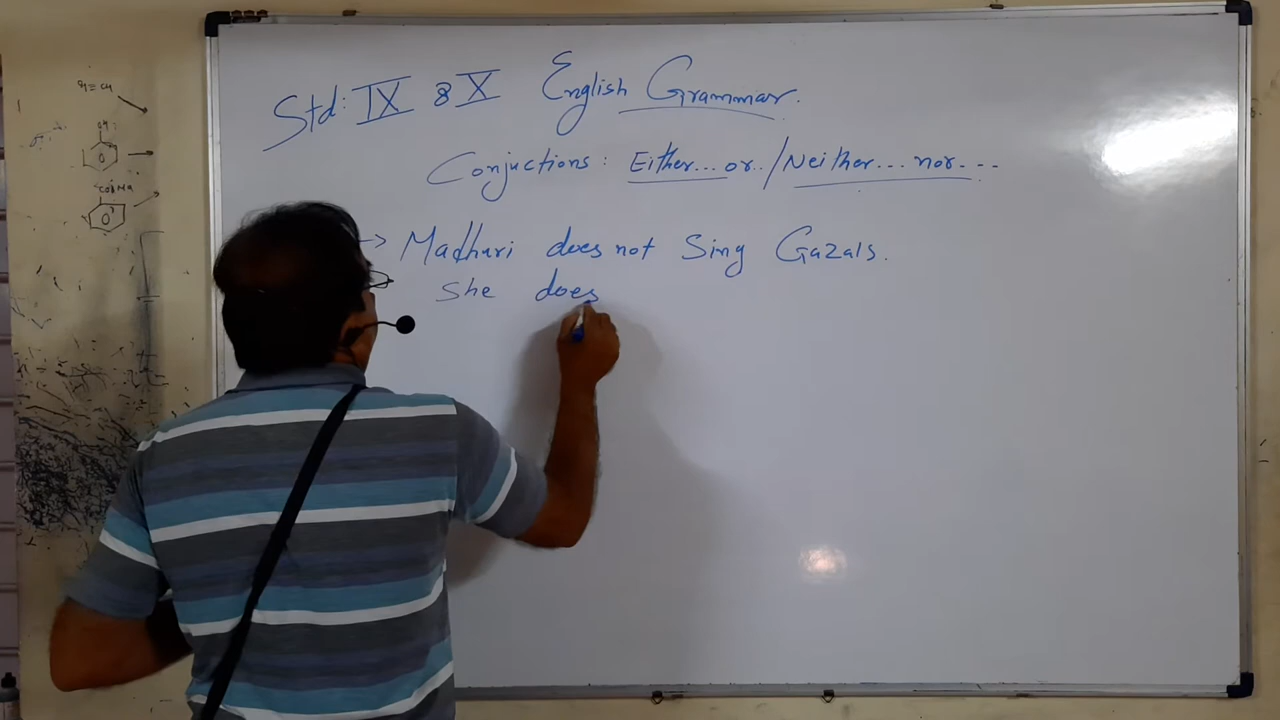 Std: IX & X English Grammar.
Conjuctions: Either... or../Neither... nor...
→ Madhuri does not Sing Gazals.
She does